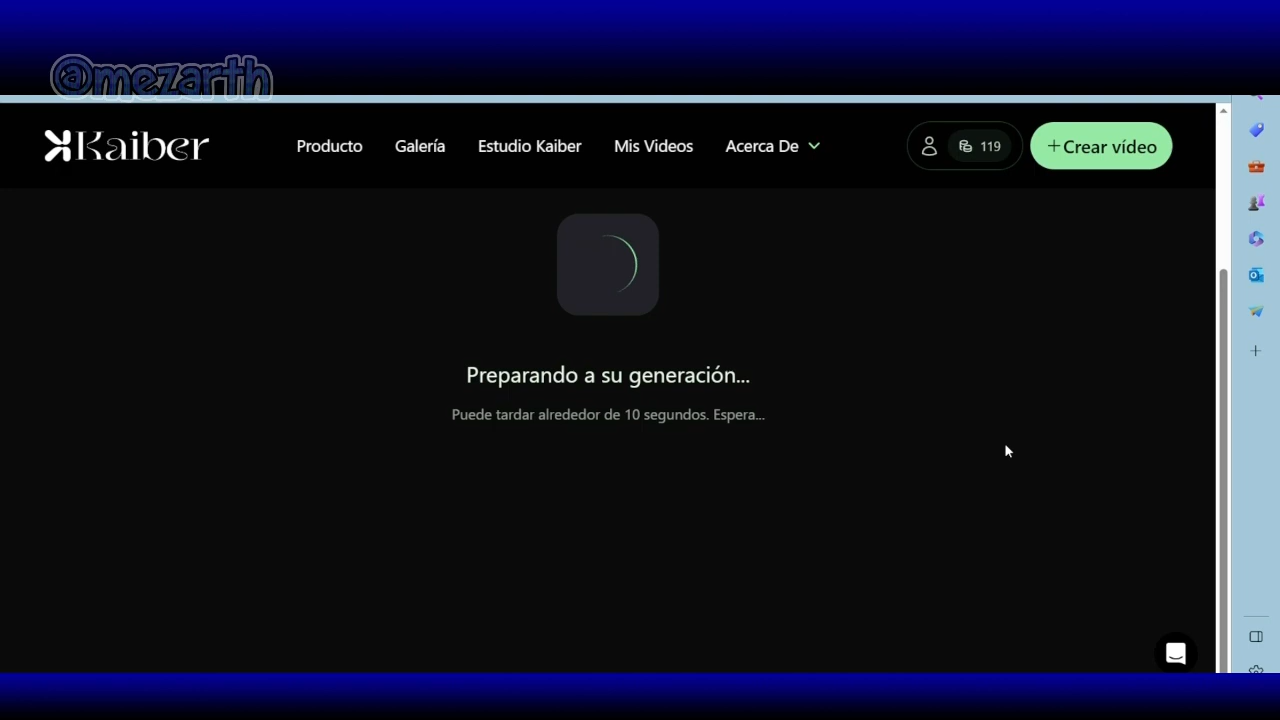 @mezarth
Kaiber
Producto
Galería
Estudio Kaiber
Mis Videos
Acerca De
119
+Crear vídeo
Preparando a su generación...
Puede tardar alrededor de 10 segundos. Espera...